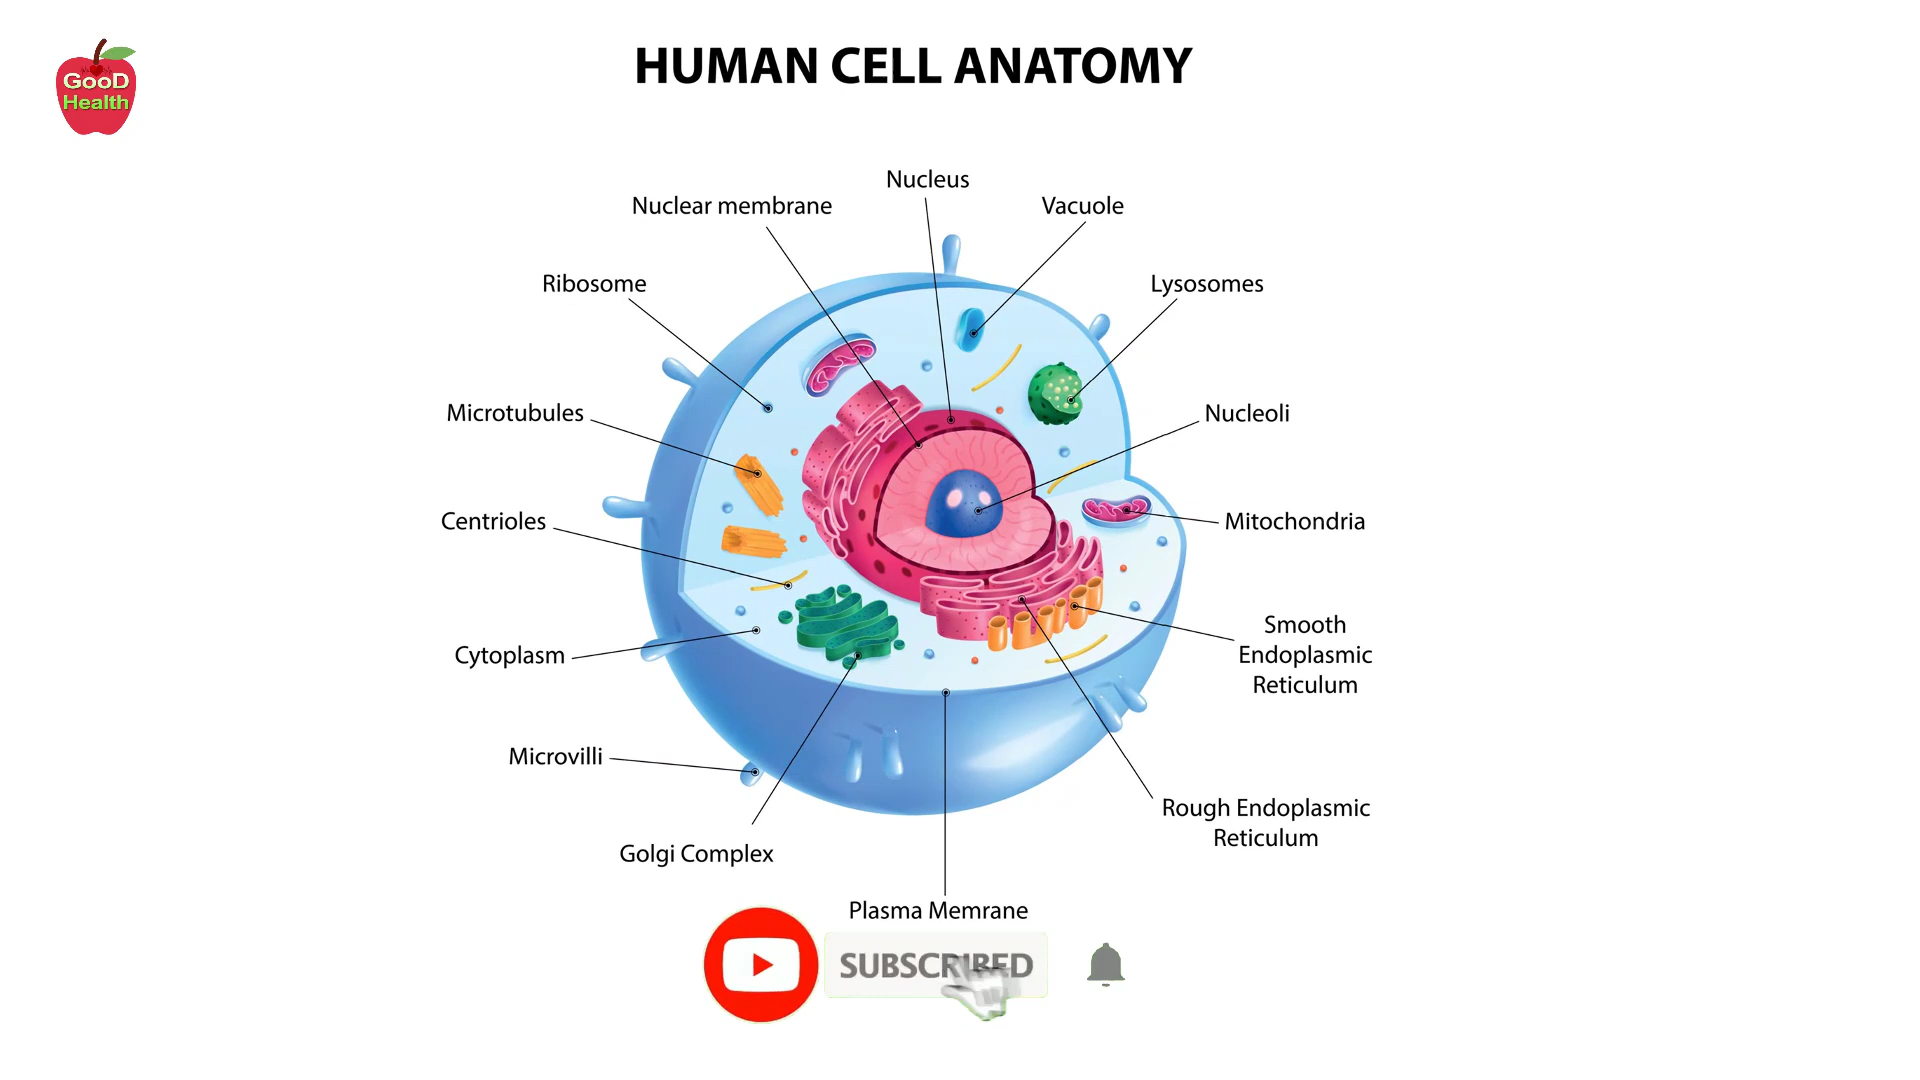 GooD
Health
HUMAN CELL ANATOMY
Nucleus
Nuclear membrane
Vacuole
Ribosome
Lysosomes
Microtubules
Nucleoli
Centrioles
Mitochondria
Smooth
Endoplasmic
Reticulum
Cytoplasm
Microvilli
Rough Endoplasmic
Reticulum
Golgi Complex
Plasma Memrane
SUBSCRIBED